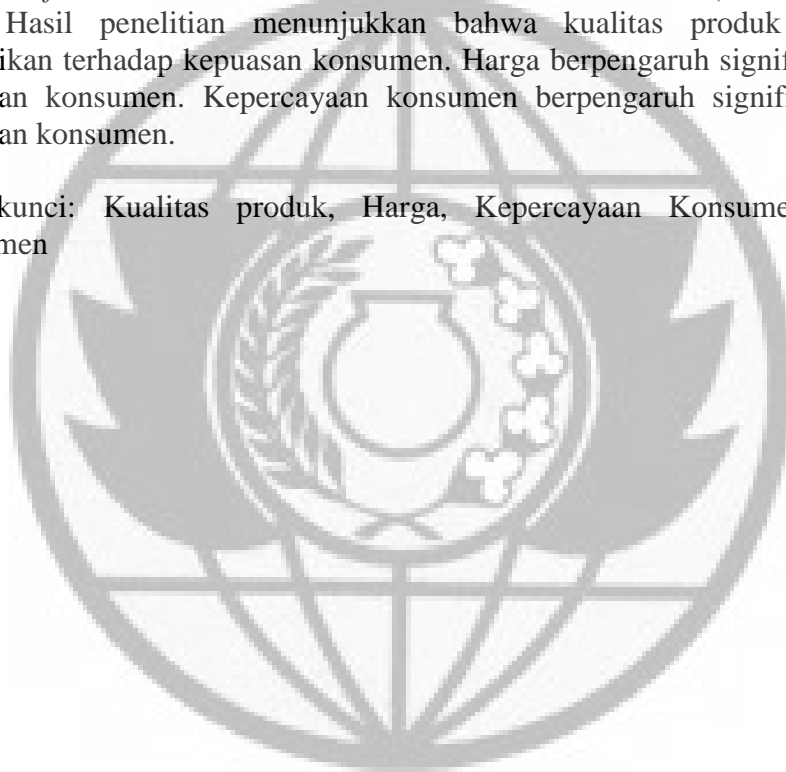 Hasil penelitian menunjukkan bahwa kualitas produk
ikan terhadap kepuasan konsumen. Harga berpengaruh signif
an konsumen. Kepercayaan konsumen berpengaruh signifi
an konsumen.
kunci: Kualitas produk, Harga, Kepercayaan Konsume
men